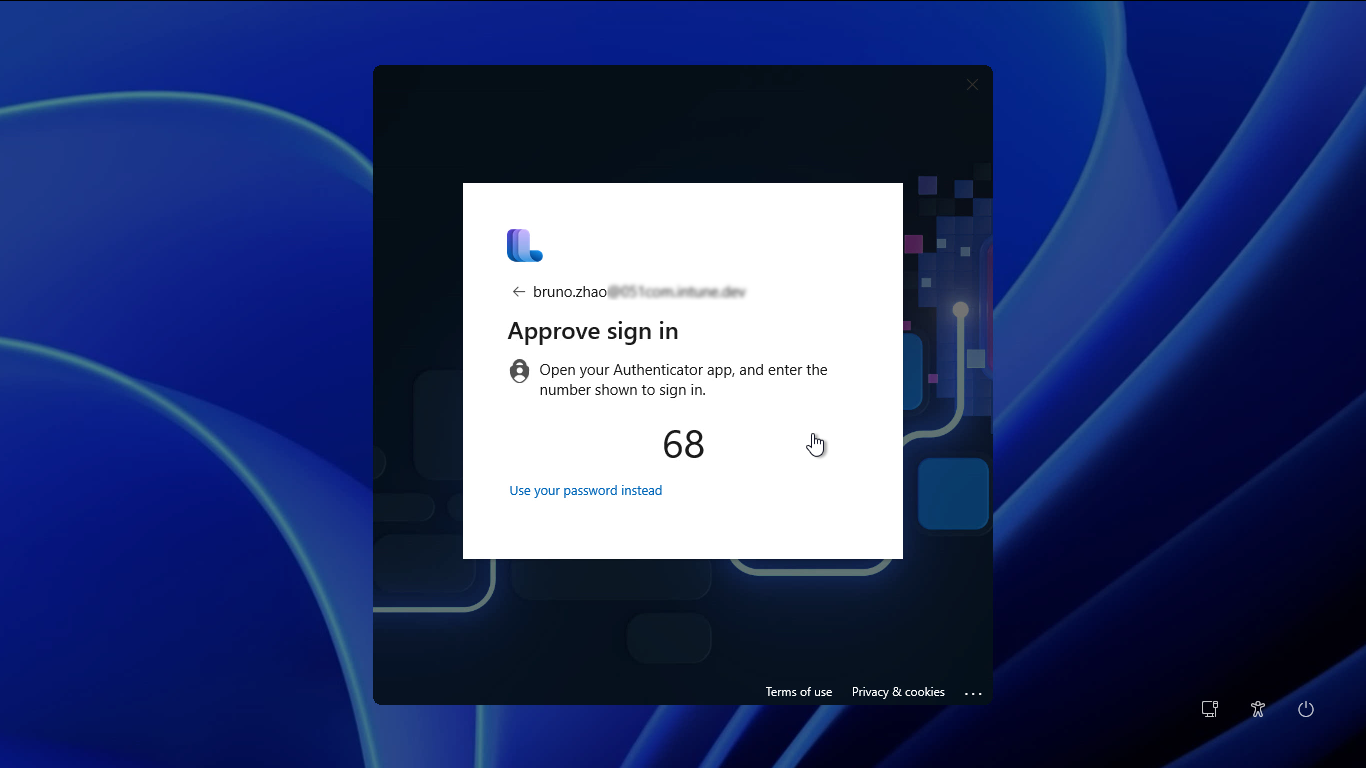 bruno.zhao
Approve sign in
Open your Authenticator app, and enter the
number shown to sign in.
68
Use your password instead
Terms of use Privacy & cookies ...